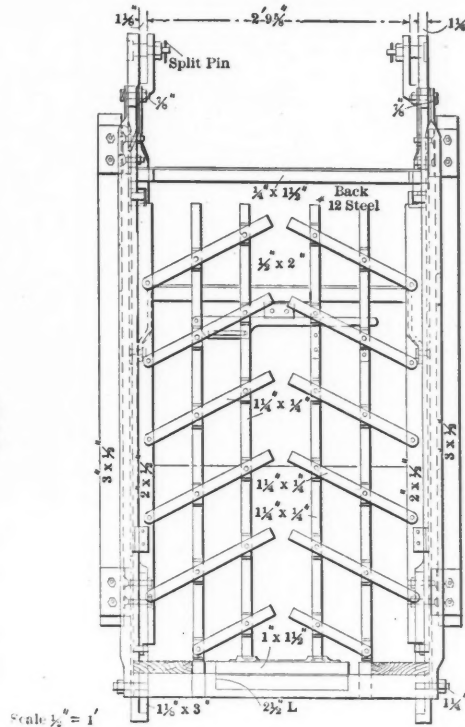 1⅛" 2' 9⅝" 1⅛"
Split Pin
⅞" ⅞"
¼" x 1½"
Back
12 Steel
½" x 2"
3" x ½"
2" x ½"
1¼" x ¼"
1¼" x ¼"
1¼" x ¼"
2" x ½"
3" x ½"
1" x 1½"
1⅛" x 3"
2½" L
1¼"
Scale ½" = 1'